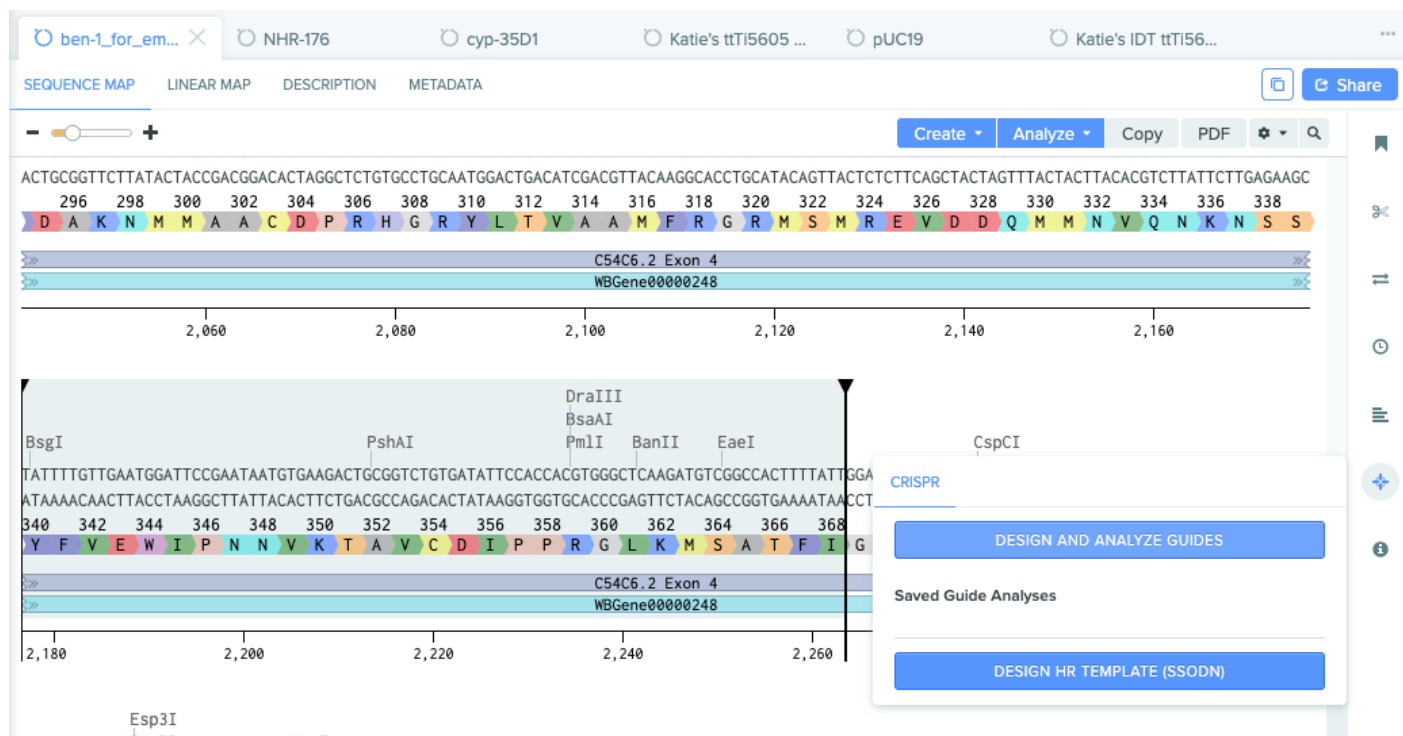 ben-1_for_em... NHR-176 cyp-35D1 Katie's ttTi5605 ... pUC19 Katie's IDT ttTi56...
SEQUENCE MAP LINEAR MAP DESCRIPTION METADATA Share
Create Analyze Copy PDF
ACTGCGGTTCTTATACTACCGACGGACACTAGGCTCTGTGCCTGCAATGGACTGACATCGACGTTACAAGGCACCTGCATACAGTTACTCTCTTCAGCTACTAGTTTACTACTTACACGTCTTATTCTTGAGAAGC
296 298 300 302 304 306 308 310 312 314 316 318 320 322 324 326 328 330 332 334 336 338
D A K N M M A A C D P R H G R Y L T V A A M F R G R M S M R E V D D Q M M N V Q N K N S S
C54C6.2 Exon 4
WBGene00000248
2,060 2,080 2,100 2,120 2,140 2,160
DraIII
BsaAI
BsgI PshAI PmlI BanII EaeI CspCI
TATTTTGTTGAATGGATTCCGAATAATGTGAAGACTGCGGTCTGTGATATTCCACCACGTGGGCTCAAGATGTCGGCCACTTTTATTGGA
ATAAAACAACTTACCTAAGGCTTATTACACTTCTGACGCCAGACACTATAAGGTGGTGCACCCGAGTTCTACAGCCGGTGAAAATAACCT
340 342 344 346 348 350 352 354 356 358 360 362 364 366 368
Y F V E W I P N N V K T A V C D I P P R G L K M S A T F I G
C54C6.2 Exon 4
WBGene00000248
2,180 2,200 2,220 2,240 2,260
CRISPR
DESIGN AND ANALYZE GUIDES
Saved Guide Analyses
DESIGN HR TEMPLATE (SSODN)
Esp3I